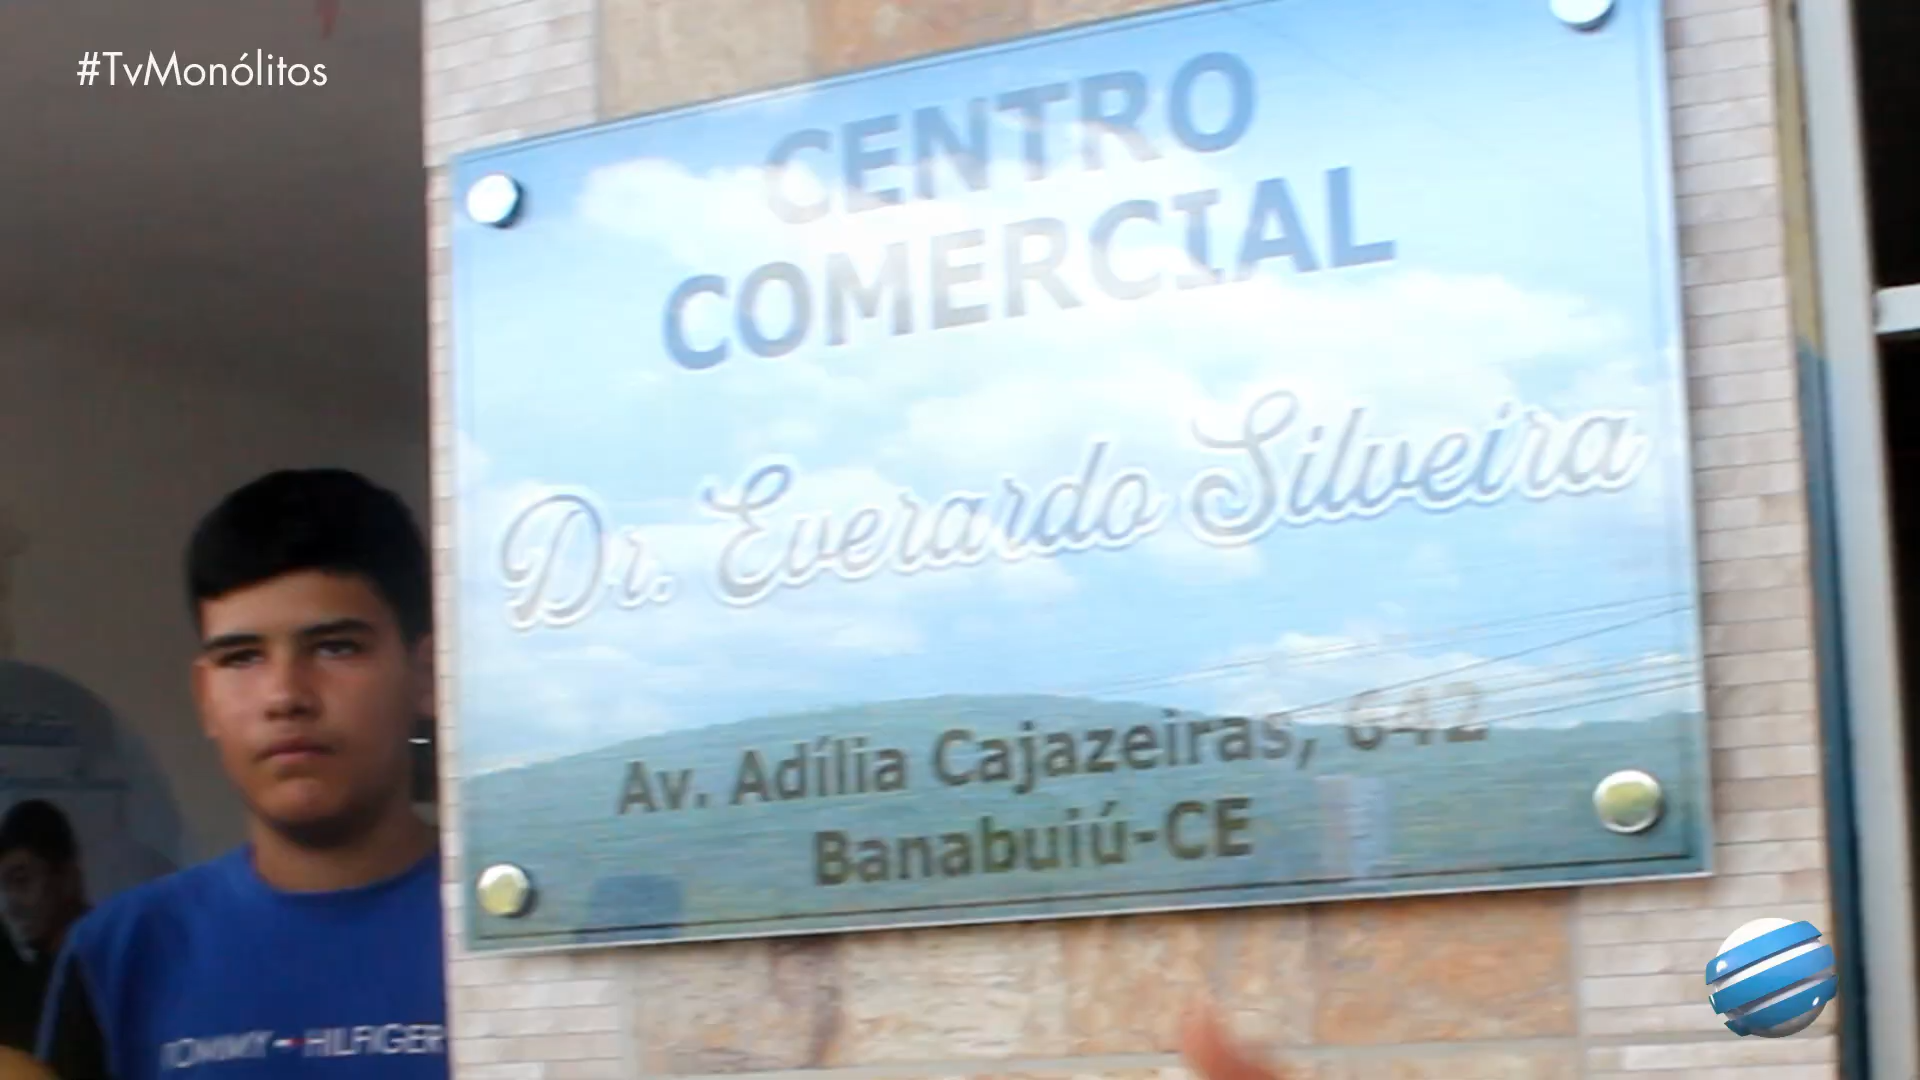 #TvMonólitos
CENTRO
COMERCIAL
Dr. Everardo Silveira
Av. Adília Cajazeiras, 642
Banabuiú-CE
TOMMY HILFIGER